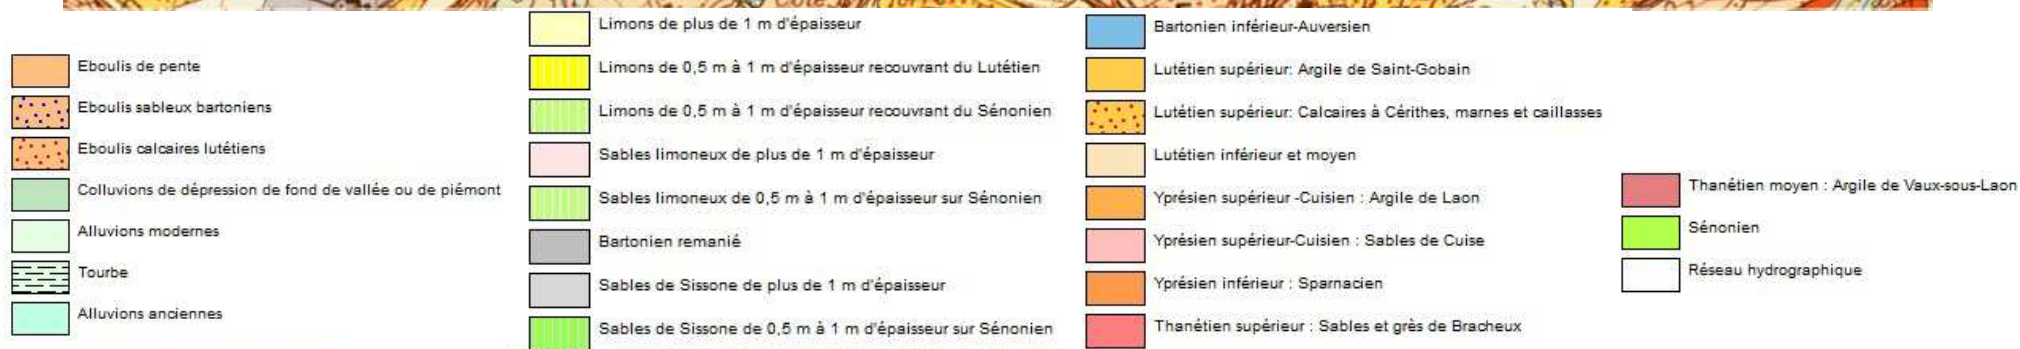 Eboulis de pente
Eboulis sableux bartoniens
Eboulis calcaires lutétiens
Colluvions de dépression de fond de vallée ou de piémont
Alluvions modernes
Tourbe
Alluvions anciennes
Limons de plus de 1 m d'épaisseur
Limons de 0,5 m à 1 m d'épaisseur recouvrant du Lutétien
Limons de 0,5 m à 1 m d'épaisseur recouvrant du Sénonien
Sables limoneux de plus de 1 m d'épaisseur
Sables limoneux de 0,5 m à 1 m d'épaisseur sur Sénonien
Bartonien remanié
Sables de Sissone de plus de 1 m d'épaisseur
Sables de Sissone de 0,5 m à 1 m d'épaisseur sur Sénonien
Bartonien inférieur-Auversien
Lutétien supérieur: Argile de Saint-Gobain
Lutétien supérieur: Calcaires à Cérithes, marnes et caillasses
Lutétien inférieur et moyen
Yprésien supérieur -Cuisien : Argile de Laon
Yprésien supérieur-Cuisien : Sables de Cuise
Yprésien inférieur : Sparnacien
Thanétien supérieur : Sables et grès de Bracheux
Thanétien moyen : Argile de Vaux-sous-Laon
Sénonien
Réseau hydrographique